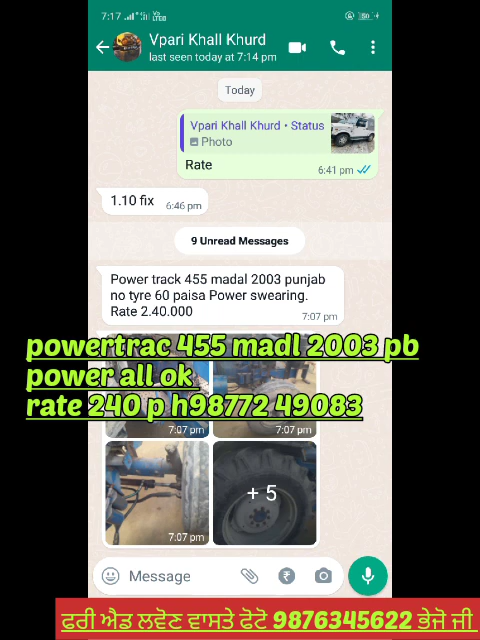 7:17
Vpari Khall Khurd
last seen today at 7:14 pm
Today
Vpari Khall Khurd • Status
Photo
Rate
6:41 pm
1.10 fix
6:46 pm
9 Unread Messages
Power track 455 madal 2003 punjab
no tyre 60 paisa Power swearing.
Rate 2.40.000
7:07 pm
powertrac 455 madl 2003 pb
power all ok
rate 240 p h98772 49083
7:07 pm
7:07 pm
7:07 pm
+ 5
Message
ਫਰੀ ਐਡ ਲਵੋਣ ਵਾਸਤੇ ਫੋਟੋ 9876345622 ਭੇਜੋ ਜੀ